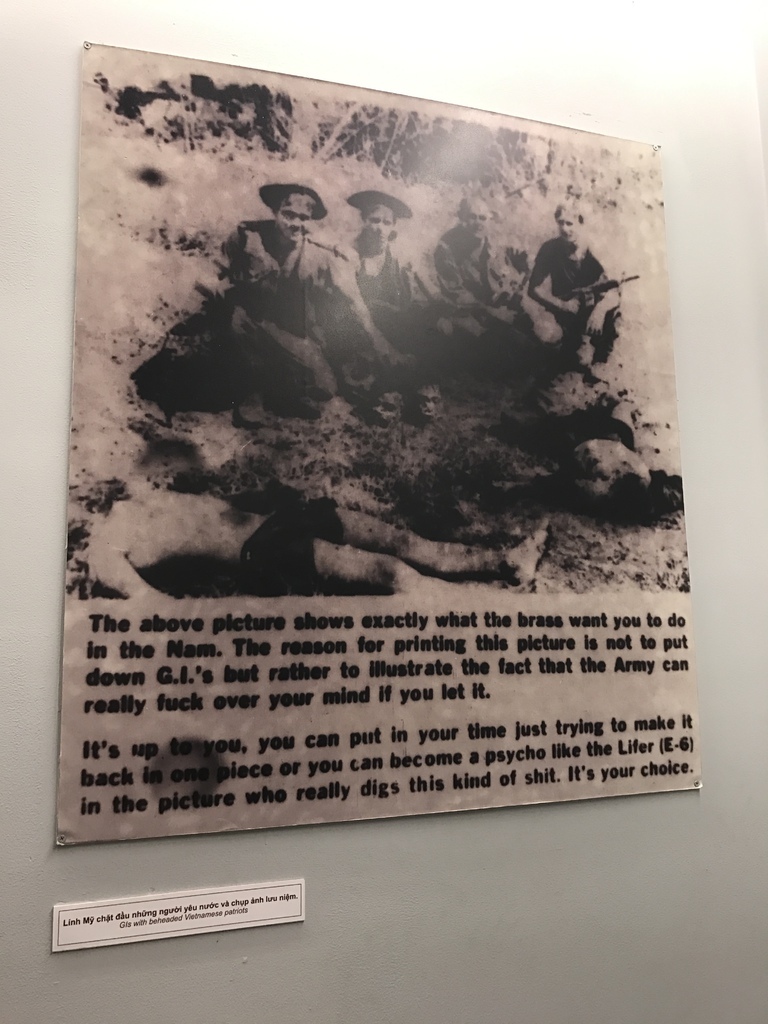 The above picture shows exactly what the brass want you to do
in the Nam. The reason for printing this picture is not to put
down G.I.'s but rather to illustrate the fact that the Army can
really fuck over your mind if you let it.
It's up to you, you can put in your time just trying to make it
back in one piece or you can become a psycho like the Lifer (E-6)
in the picture who really digs this kind of shit. It's your choice.
Lính Mỹ chặt đầu những người yêu nước và chụp ảnh lưu niệm.
GIs with beheaded Vietnamese patriots